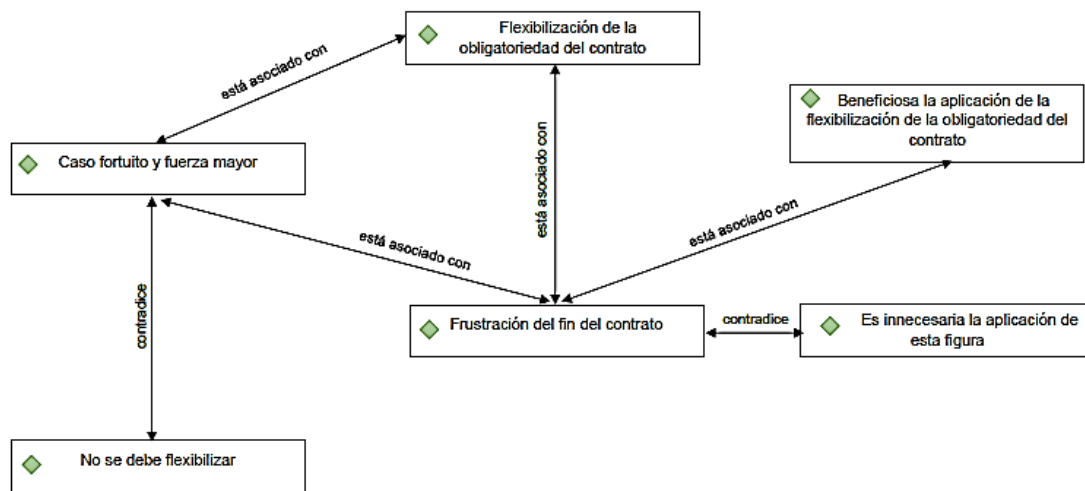 Flexibilización de la
obligatoriedad del contrato
está asociado con
Beneficiosa la aplicación de la
flexibilización de la obligatoriedad del
contrato
Caso fortuito y fuerza mayor
está asociado con
está asociado con
está asociado con
contradice
Frustración del fin del contrato
contradice
Es innecesaria la aplicación de
esta figura
No se debe flexibilizar